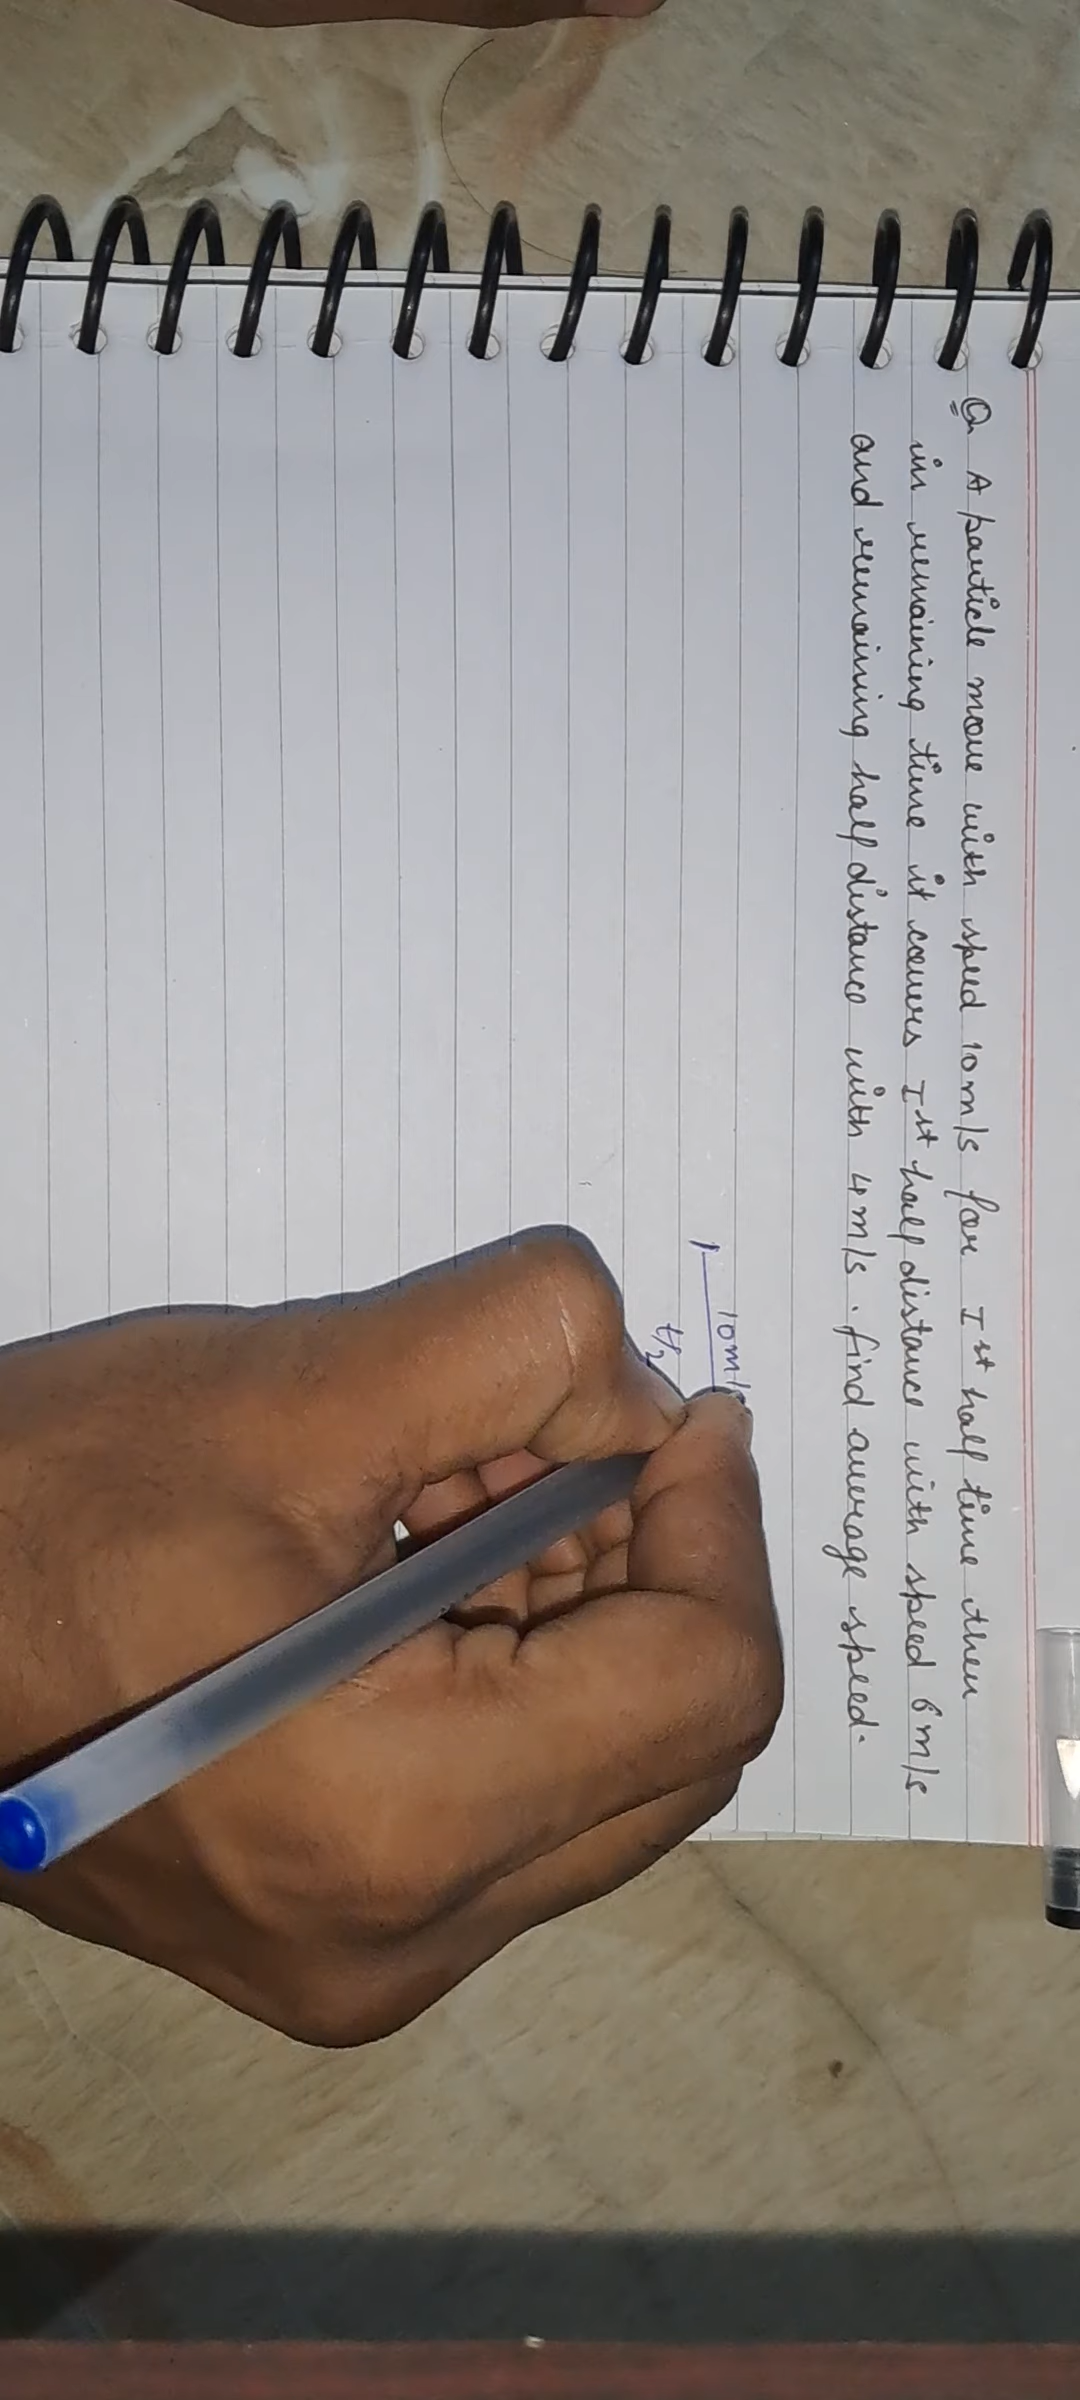 Q. A particle move with speed 10 m/s for Ist half time then
in remaining time it covers Ist half distance with speed 6 m/s
and remaining half distance with 4 m/s . find average speed.
10 m/
t/2